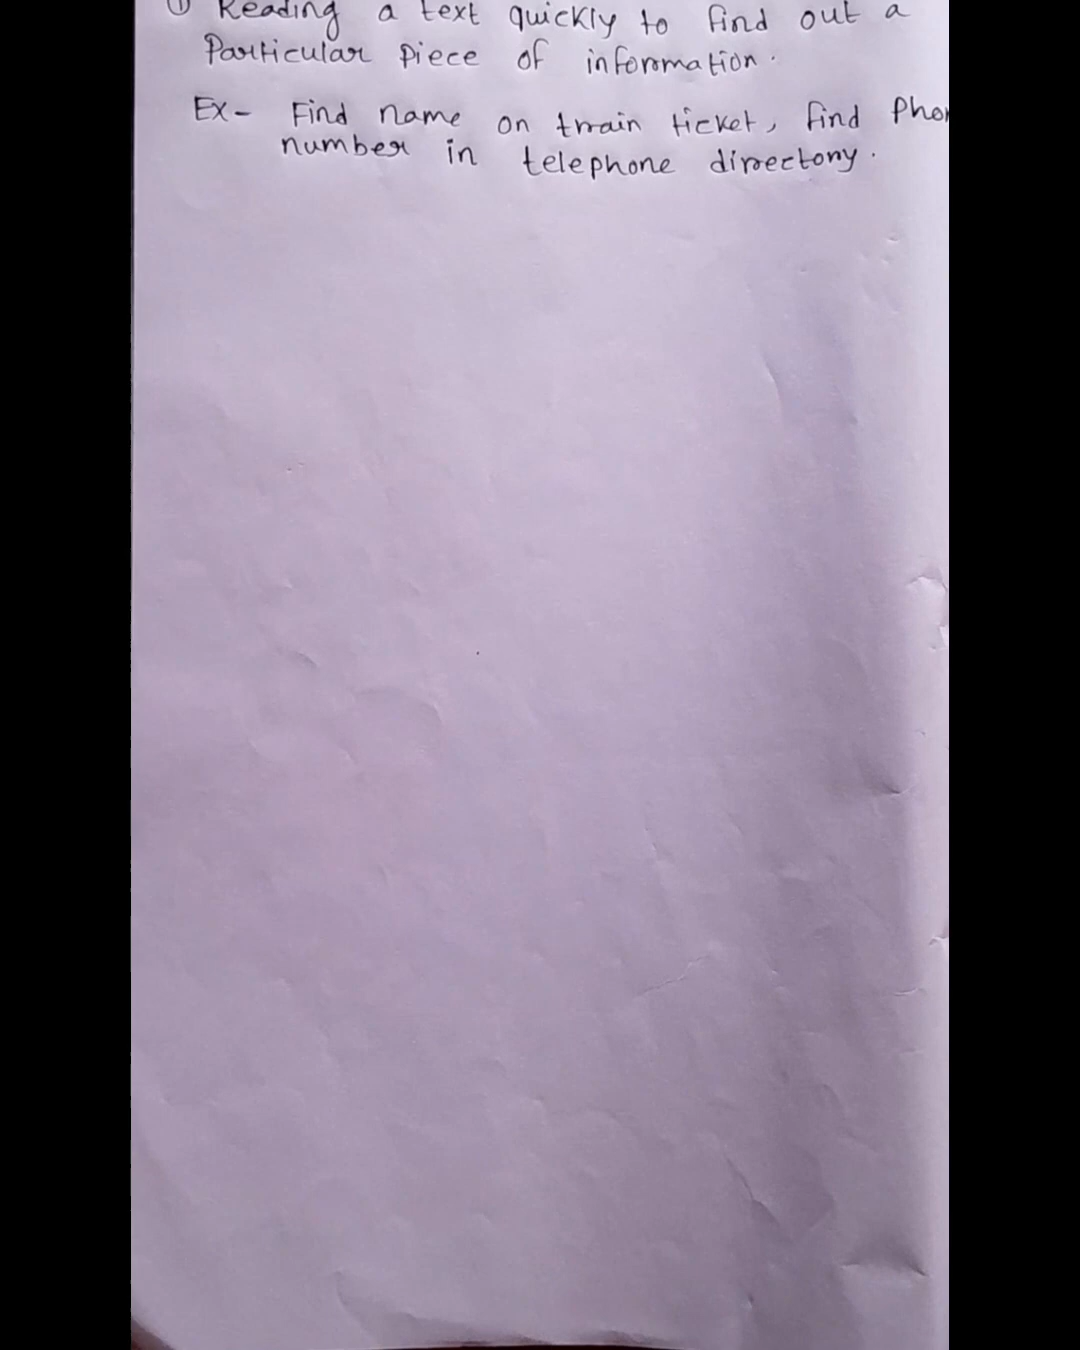 ① Reading a text quickly to find out a
Particular piece of information.
Ex- Find name on train ticket, find Phon
number in telephone directory.